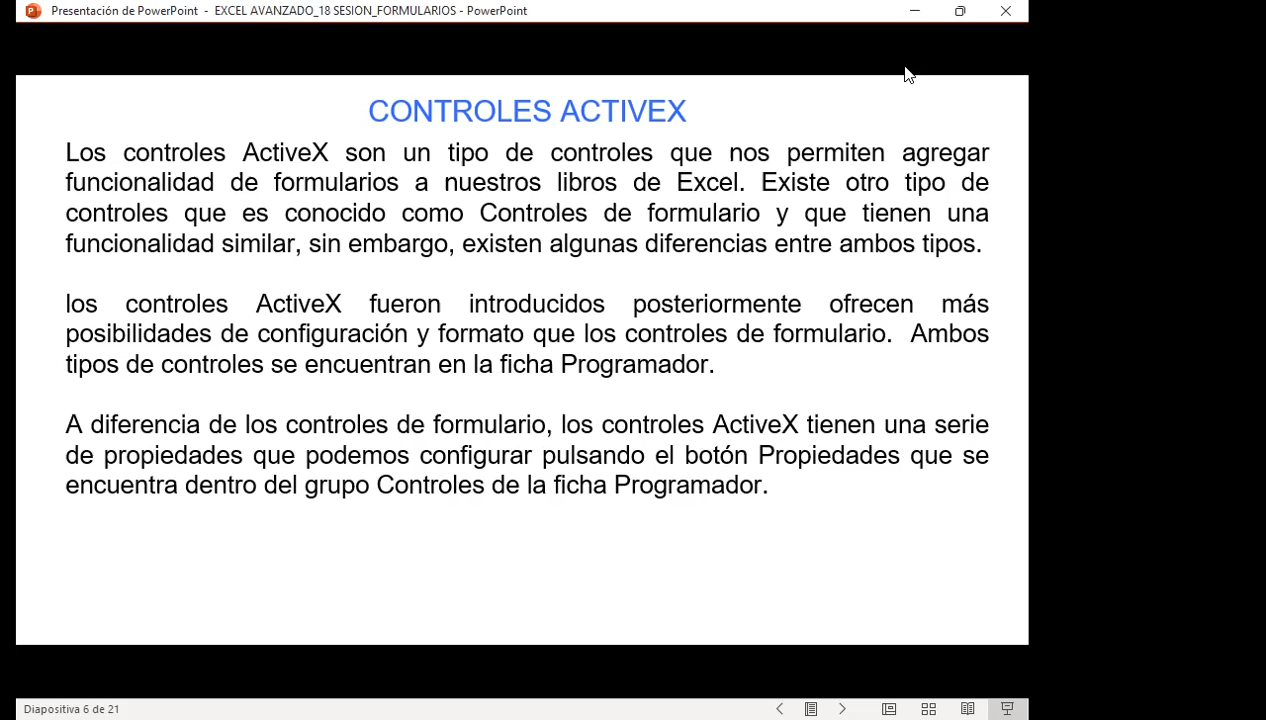 Presentación de PowerPoint - EXCEL AVANZADO_18 SESION_FORMULARIOS - PowerPoint
CONTROLES ACTIVEX
Los controles ActiveX son un tipo de controles que nos permiten agregar
funcionalidad de formularios a nuestros libros de Excel. Existe otro tipo de
controles que es conocido como Controles de formulario y que tienen una
funcionalidad similar, sin embargo, existen algunas diferencias entre ambos tipos.
los controles ActiveX fueron introducidos posteriormente ofrecen más
posibilidades de configuración y formato que los controles de formulario. Ambos
tipos de controles se encuentran en la ficha Programador.
A diferencia de los controles de formulario, los controles ActiveX tienen una serie
de propiedades que podemos configurar pulsando el botón Propiedades que se
encuentra dentro del grupo Controles de la ficha Programador.
Diapositiva 6 de 21